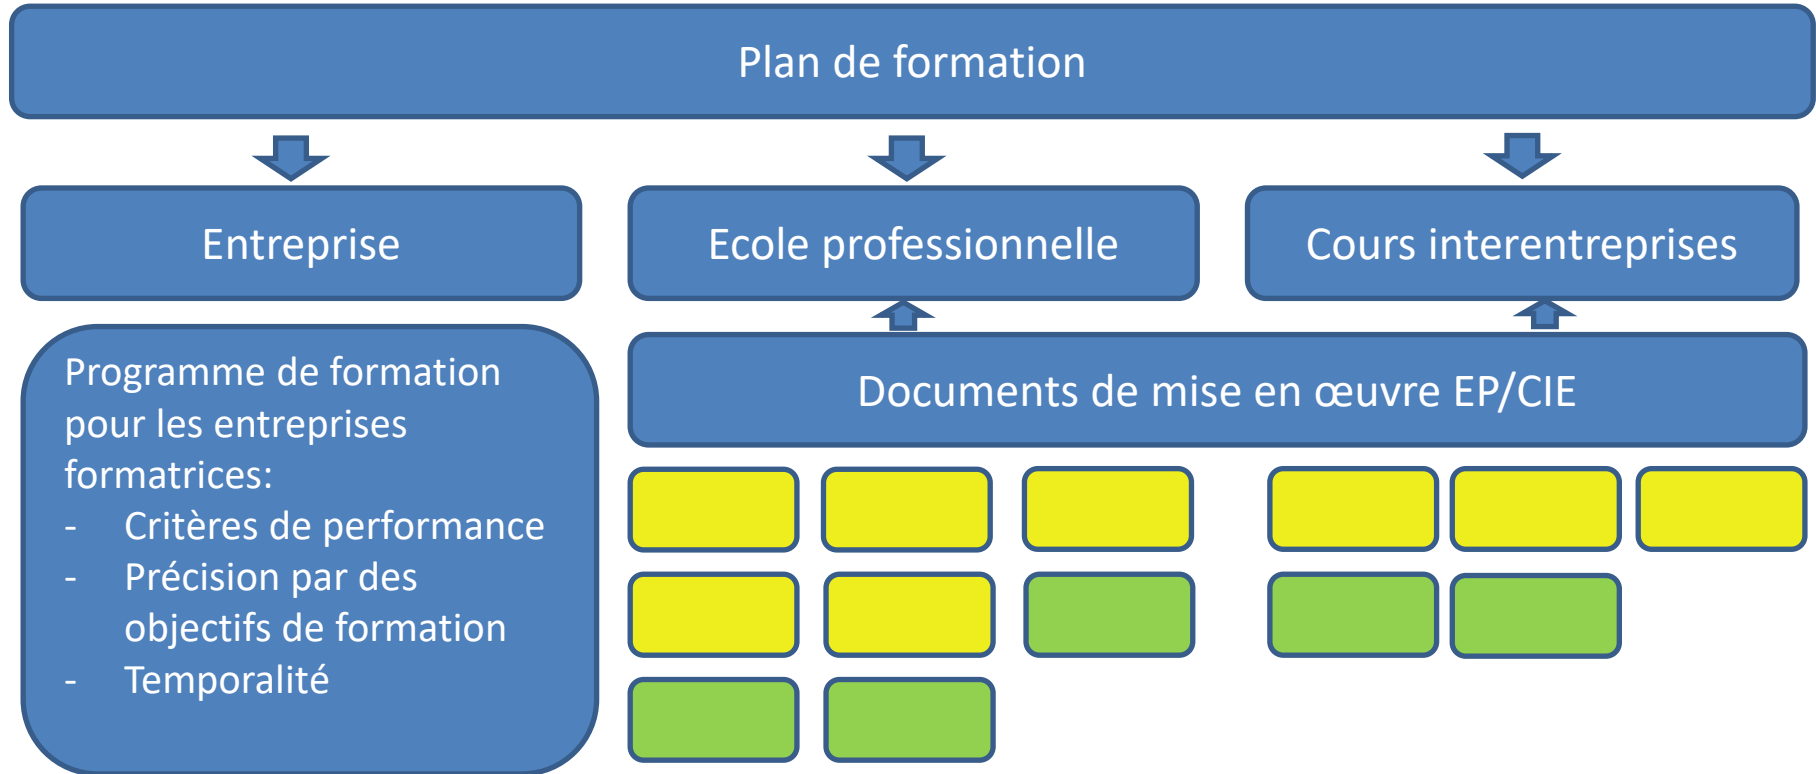 Plan de formation
Entreprise
Ecole professionnelle
Cours interentreprises
Programme de formation
pour les entreprises
formatrices:
- Critères de performance
- Précision par des
objectifs de formation
- Temporalité
Documents de mise en œuvre EP/CIE